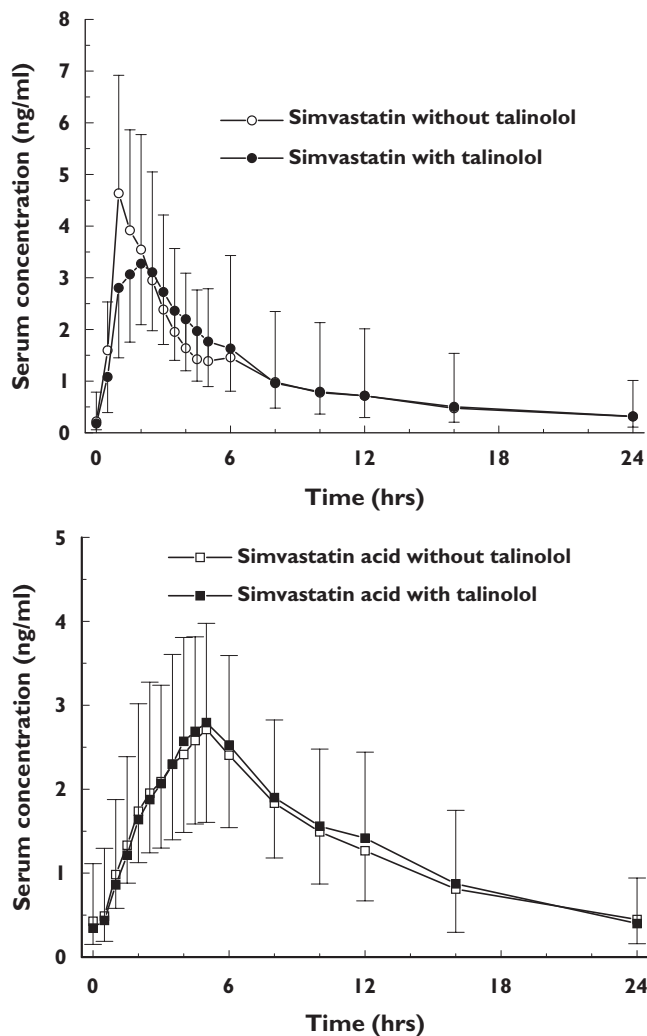 8
7
6
5
4
3
2
1
0
Serum concentration (ng/ml)
Simvastatin without talinolol
Simvastatin with talinolol
0 6 12 18 24
Time (hrs)
5
4
3
2
1
0
Serum concentration (ng/ml)
Simvastatin acid without talinolol
Simvastatin acid with talinolol
0 6 12 18 24
Time (hrs)